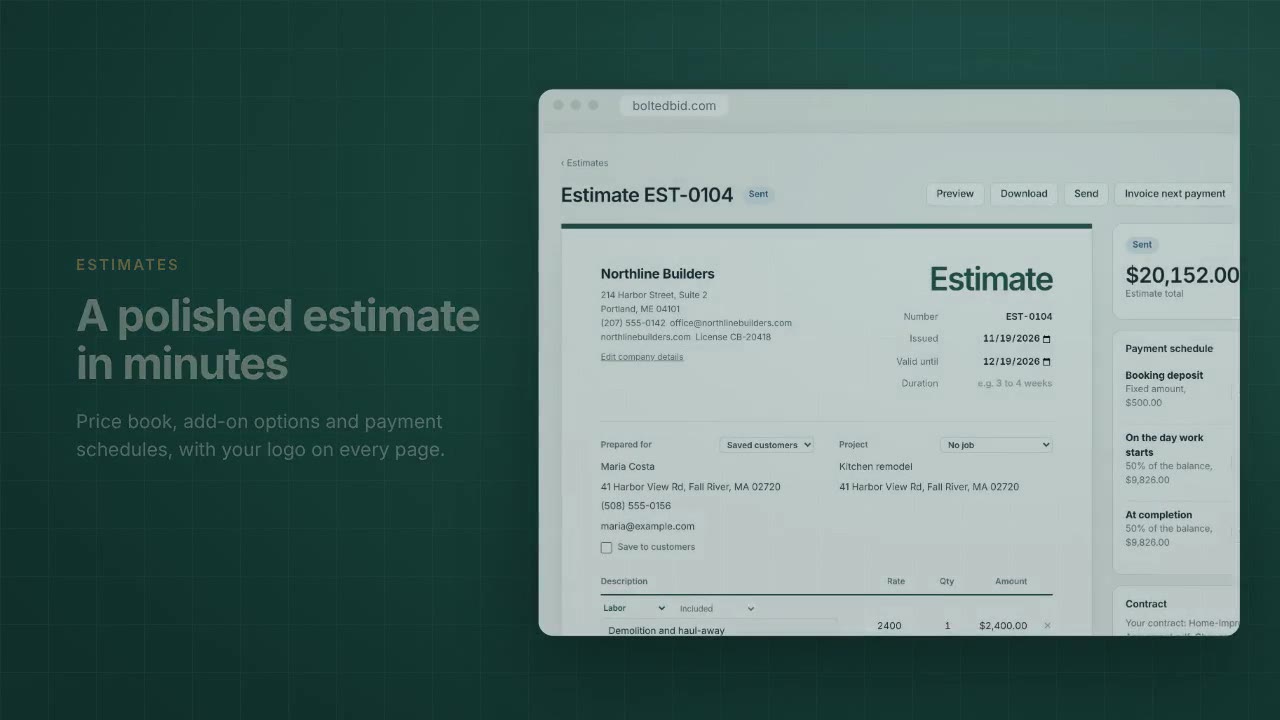 ESTIMATES
A polished estimate
in minutes
Price book, add-on options and payment
schedules, with your logo on every page.
boltedbid.com
‹ Estimates
Estimate EST-0104 Sent
Preview Download Send Invoice next payment
Northline Builders
214 Harbor Street, Suite 2
Portland, ME 04101
(207) 555-0142 office@northlinebuilders.com
northlinebuilders.com License CB-20418
Edit company details
Estimate
Number EST-0104
Issued 11/19/2026
Valid until 12/19/2026
Duration e.g. 3 to 4 weeks
Prepared for Saved customers
Maria Costa
41 Harbor View Rd, Fall River, MA 02720
(508) 555-0156
maria@example.com
Save to customers
Project No job
Kitchen remodel
41 Harbor View Rd, Fall River, MA 02720
Description Rate Qty Amount
Labor Included
Demolition and haul-away 2400 1 $2,400.00 ×
Sent
$20,152.00
Estimate total
Payment schedule
Booking deposit
Fixed amount,
$500.00
On the day work
starts
50% of the balance,
$9,826.00
At completion
50% of the balance,
$9,826.00
Contract
Your contract: Home-impr